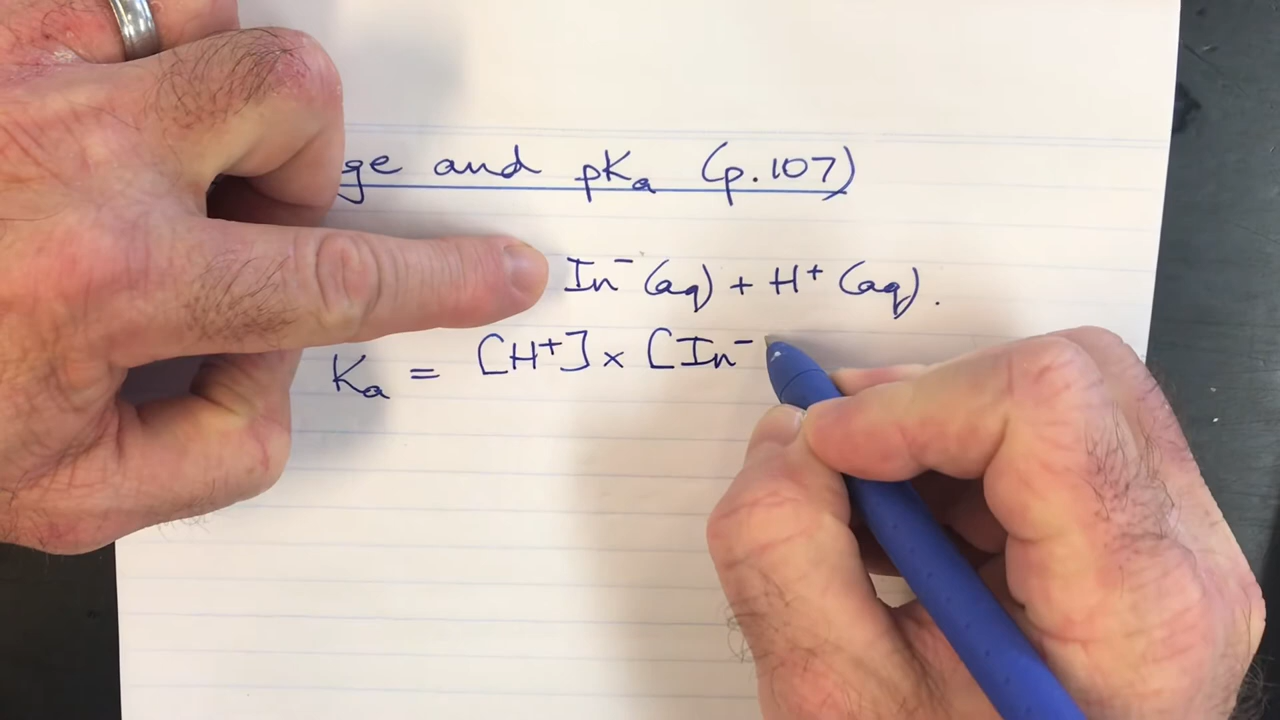 ge and pKa (p.107)
In⁻ (aq) + H⁺ (aq).
Ka = [H⁺] x [In⁻